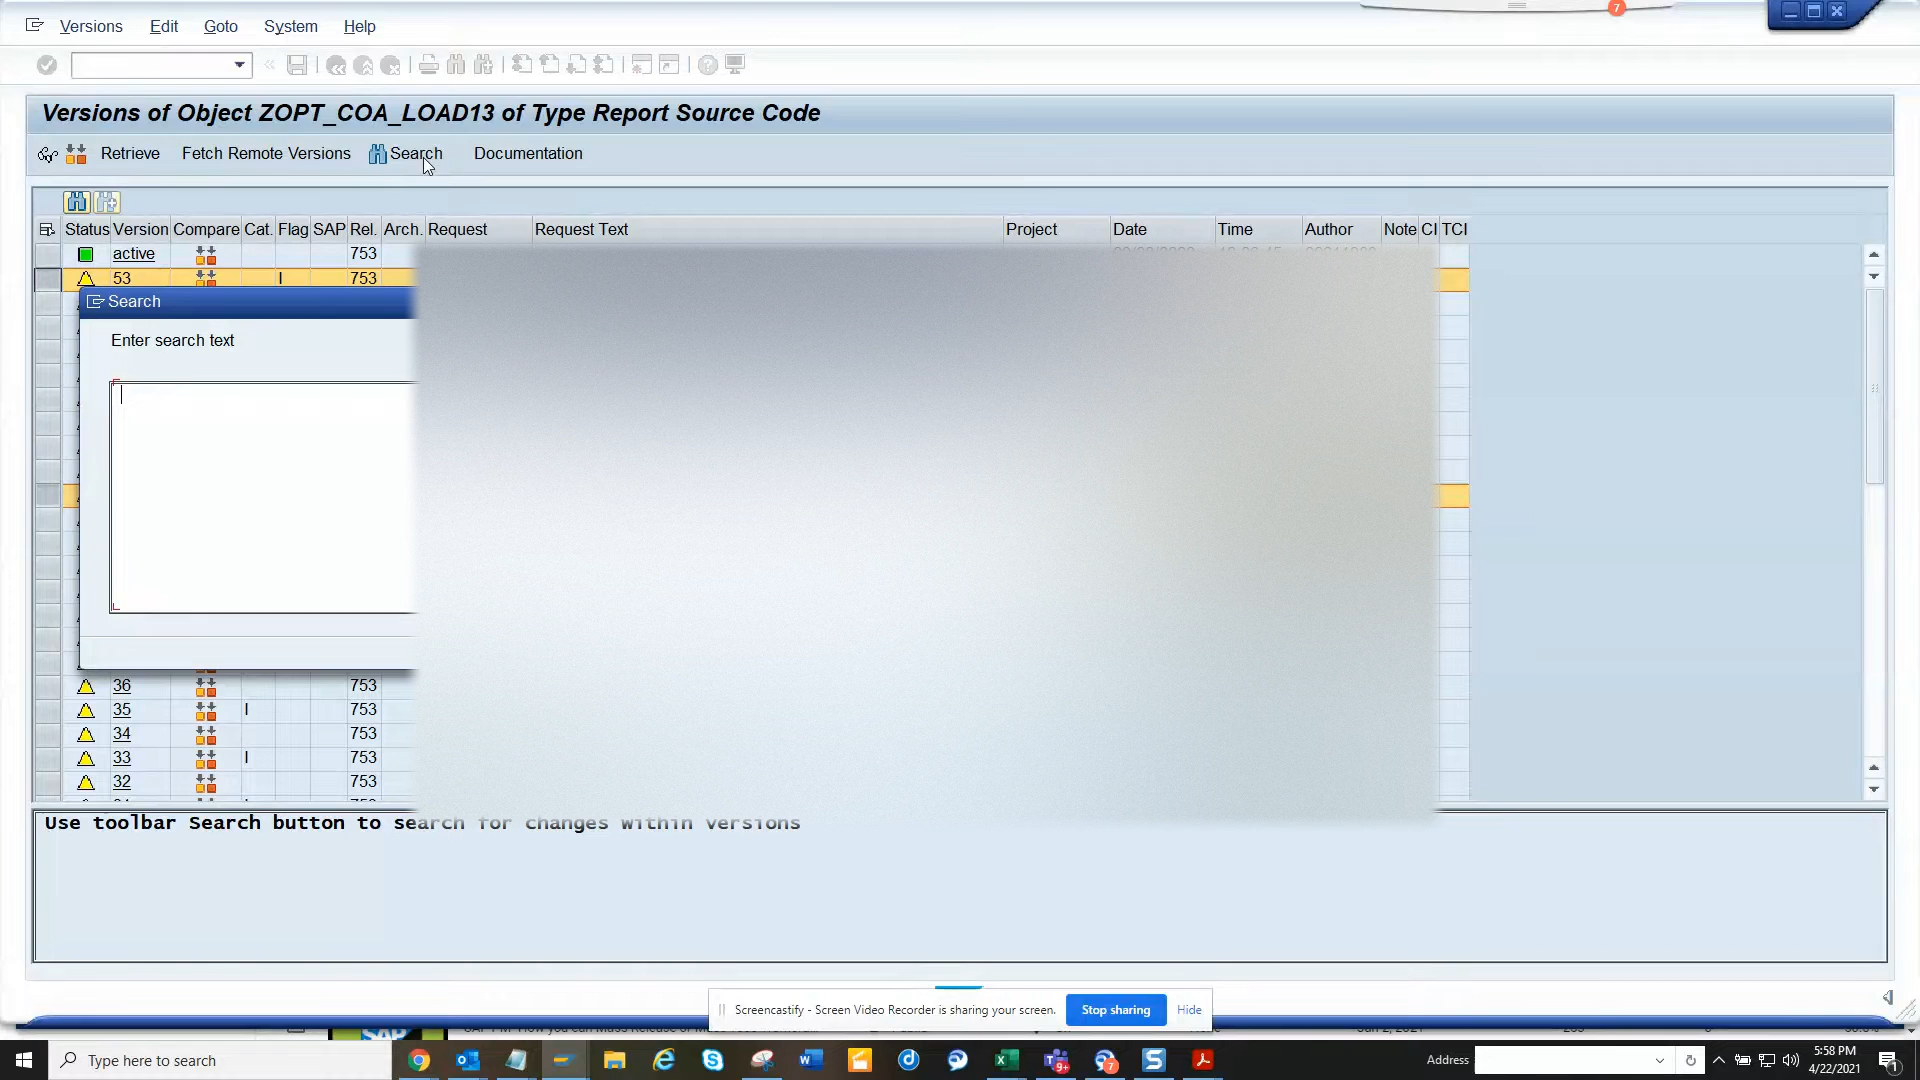 Versions Edit Goto System Help
7
Versions of Object ZOPT_COA_LOAD13 of Type Report Source Code
Retrieve Fetch Remote Versions Search Documentation
Status Version Compare Cat. Flag SAP Rel. Arch. Request Request Text Project Date Time Author Note CI TCI
active 753
53 I 753
Search
Enter search text
36 753
35 I 753
34 753
33 I 753
32 753
Use toolbar Search button to search for changes within versions
Screencastify - Screen Video Recorder is sharing your screen. Stop sharing Hide
Type here to search
Address
5:58 PM
4/22/2021